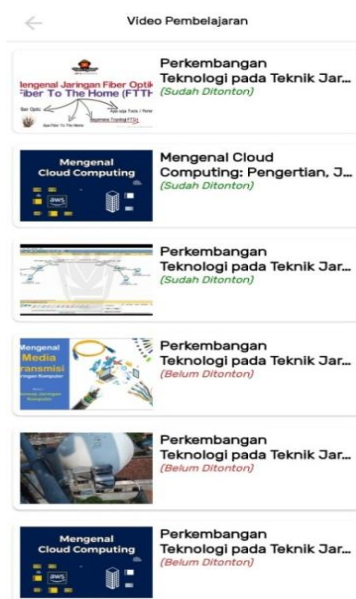 Video Pembelajaran
Mengenal Jaringan Fiber Optik
Fiber To The Home (FTTH
Perkembangan
Teknologi pada Teknik Jar...
(Sudah Ditonton)
Mengenal
Cloud Computing
aws
Mengenal Cloud
Computing: Pengertian, J...
(Sudah Ditonton)
Perkembangan
Teknologi pada Teknik Jar...
(Sudah Ditonton)
Mengenal
Media
ransmisi
Perkembangan
Teknologi pada Teknik Jar...
(Belum Ditonton)
Perkembangan
Teknologi pada Teknik Jar...
(Belum Ditonton)
Mengenal
Cloud Computing
aws
Perkembangan
Teknologi pada Teknik Jar...
(Belum Ditonton)